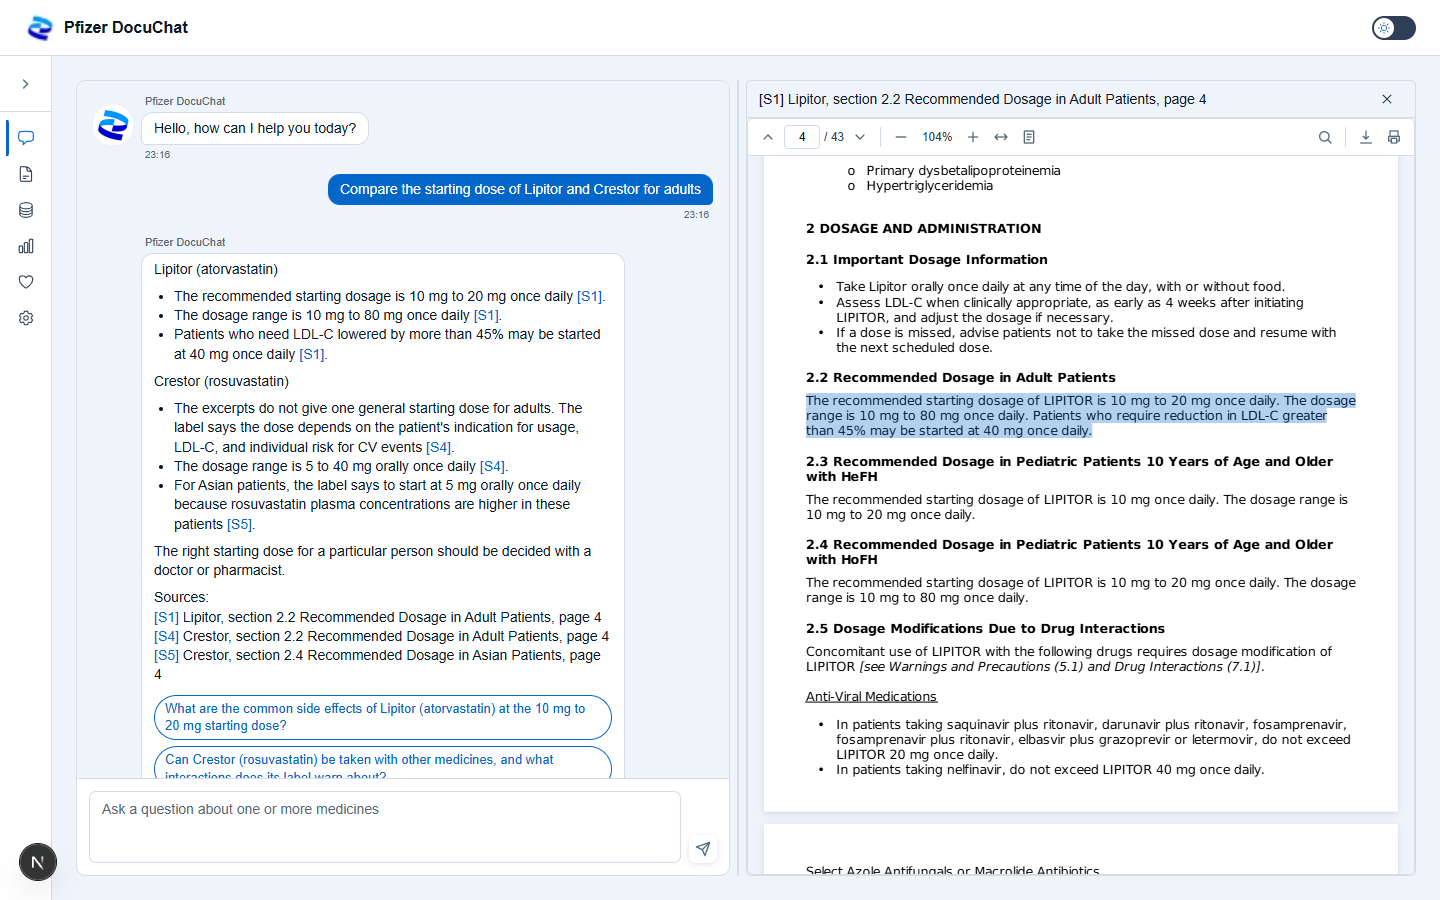 Pfizer DocuChat
Pfizer DocuChat
Hello, how can I help you today?
23:16
Compare the starting dose of Lipitor and Crestor for adults
23:16
Pfizer DocuChat
Lipitor (atorvastatin)
• The recommended starting dosage is 10 mg to 20 mg once daily [S1].
• The dosage range is 10 mg to 80 mg once daily [S1].
• Patients who need LDL-C lowered by more than 45% may be started
at 40 mg once daily [S1].
Crestor (rosuvastatin)
• The excerpts do not give one general starting dose for adults. The
label says the dose depends on the patient's indication for usage,
LDL-C, and individual risk for CV events [S4].
• The dosage range is 5 to 40 mg orally once daily [S4].
• For Asian patients, the label says to start at 5 mg orally once daily
because rosuvastatin plasma concentrations are higher in these
patients [S5].
The right starting dose for a particular person should be decided with a
doctor or pharmacist.
Sources:
[S1] Lipitor, section 2.2 Recommended Dosage in Adult Patients, page 4
[S4] Crestor, section 2.2 Recommended Dosage in Adult Patients, page 4
[S5] Crestor, section 2.4 Recommended Dosage in Asian Patients, page
4
What are the common side effects of Lipitor (atorvastatin) at the 10 mg to
20 mg starting dose?
Can Crestor (rosuvastatin) be taken with other medicines, and what
interactions does its label warn about?
Ask a question about one or more medicines
N
[S1] Lipitor, section 2.2 Recommended Dosage in Adult Patients, page 4
4 / 43
104%
o Primary dysbetalipoproteinemia
o Hypertriglyceridemia
2 DOSAGE AND ADMINISTRATION
2.1 Important Dosage Information
• Take Lipitor orally once daily at any time of the day, with or without food.
• Assess LDL-C when clinically appropriate, as early as 4 weeks after initiating
LIPITOR, and adjust the dosage if necessary.
• If a dose is missed, advise patients not to take the missed dose and resume with
the next scheduled dose.
2.2 Recommended Dosage in Adult Patients
The recommended starting dosage of LIPITOR is 10 mg to 20 mg once daily. The dosage
range is 10 mg to 80 mg once daily. Patients who require reduction in LDL-C greater
than 45% may be started at 40 mg once daily.
2.3 Recommended Dosage in Pediatric Patients 10 Years of Age and Older
with HeFH
The recommended starting dosage of LIPITOR is 10 mg once daily. The dosage range is
10 mg to 20 mg once daily.
2.4 Recommended Dosage in Pediatric Patients 10 Years of Age and Older
with HoFH
The recommended starting dosage of LIPITOR is 10 mg to 20 mg once daily. The dosage
range is 10 mg to 80 mg once daily.
2.5 Dosage Modifications Due to Drug Interactions
Concomitant use of LIPITOR with the following drugs requires dosage modification of
LIPITOR [see Warnings and Precautions (5.1) and Drug Interactions (7.1)].
Anti-Viral Medications
• In patients taking saquinavir plus ritonavir, darunavir plus ritonavir, fosamprenavir,
fosamprenavir plus ritonavir, elbasvir plus grazoprevir or letermovir, do not exceed
LIPITOR 20 mg once daily.
• In patients taking nelfinavir, do not exceed LIPITOR 40 mg once daily.
Select Azole Antifungals or Macrolide Antibiotics